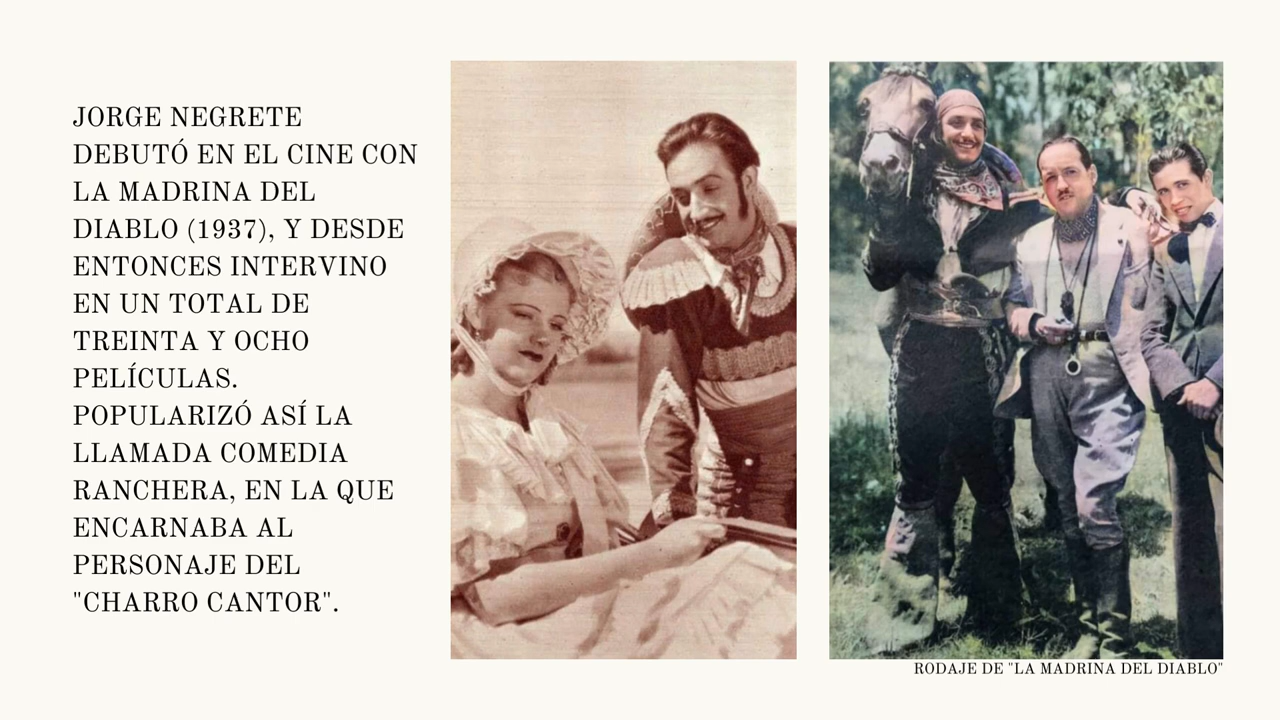 JORGE NEGRETE
DEBUTÓ EN EL CINE CON
LA MADRINA DEL
DIABLO (1937), Y DESDE
ENTONCES INTERVINO
EN UN TOTAL DE
TREINTA Y OCHO
PELÍCULAS.
POPULARIZÓ ASÍ LA
LLAMADA COMEDIA
RANCHERA, EN LA QUE
ENCARNABA AL
PERSONAJE DEL
"CHARRO CANTOR".
RODAJE DE "LA MADRINA DEL DIABLO"